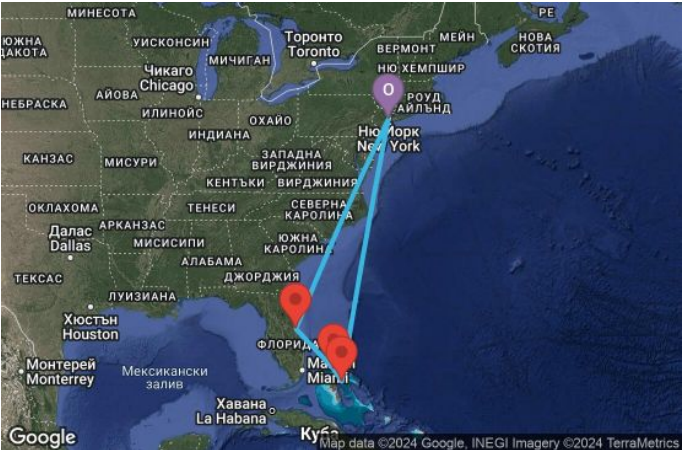 МИНЕСОТА
PE
ЮЖНА
ДАКОТА
УИСКОНСИН
МИЧИГАН
Торонто
Toronto
ВЕРМОНТ
МЕЙН
НОВА
СКОТИЯ
НЮ ХЕМПШИР
Чикаго
Chicago
АЙОВА
O
РОУД
АЙЛЪНД
НЕБРАСКА
ИЛИНОЙС
ОХАЙО
ИНДИАНА
Ню Йорк
New York
КАНЗАС
МИСУРИ
ЗАПАДНА
ВИРДЖИНИЯ
КЕНТЪКИ
ВИРДЖИНИЯ
ОКЛАХОМА
ТЕНЕСИ
СЕВЕРНА
КАРОЛИНА
АРКАНЗАС
Далас
Dallas
МИСИСИПИ
ЮЖНА
КАРОЛИНА
АЛАБАМА
ТЕКСАС
ДЖОРДЖИЯ
ЛУИЗИАНА
Хюстън
Houston
ФЛОРИДА
Miami
Монтерей
Monterrey
Мексикански
залив
Хавана
La Habana
Куба
Google
Map data ©2024 Google, INEGI Imagery ©2024 TerraMetrics